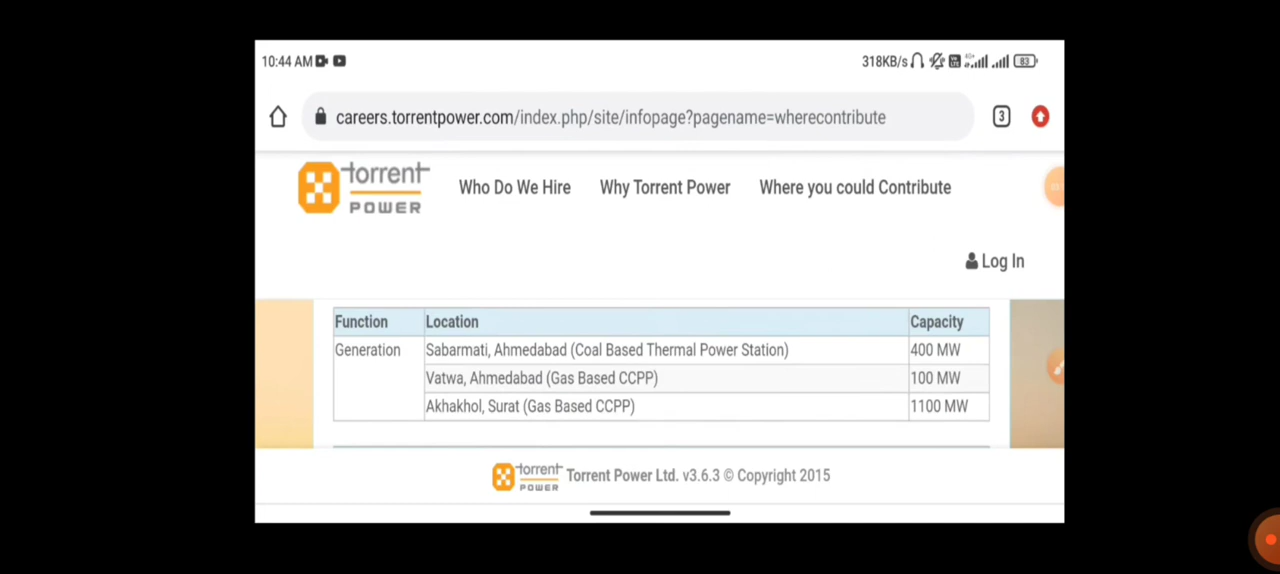 10:44 AM
318KB/s 4G+ 83
careers.torrentpower.com/index.php/site/infopage?pagename=wherecontribute 3
torrent
POWER
Who Do We Hire Why Torrent Power Where you could Contribute
Log In
Function Location Capacity
Generation Sabarmati, Ahmedabad (Coal Based Thermal Power Station) 400 MW
Vatwa, Ahmedabad (Gas Based CCPP) 100 MW
Akhakhol, Surat (Gas Based CCPP) 1100 MW
torrent
POWER
Torrent Power Ltd. v3.6.3 © Copyright 2015